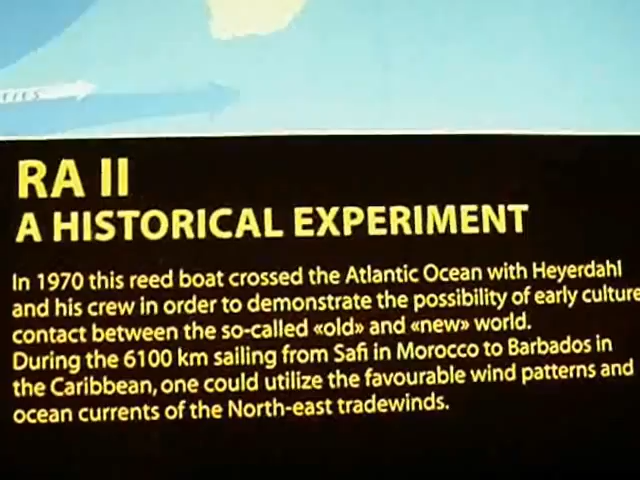 RA II
A HISTORICAL EXPERIMENT
In 1970 this reed boat crossed the Atlantic Ocean with Heyerdahl
and his crew in order to demonstrate the possibility of early culture
contact between the so-called «old» and «new» world.
During the 6100 km sailing from Safi in Morocco to Barbados in
the Caribbean, one could utilize the favourable wind patterns and
ocean currents of the North-east tradewinds.